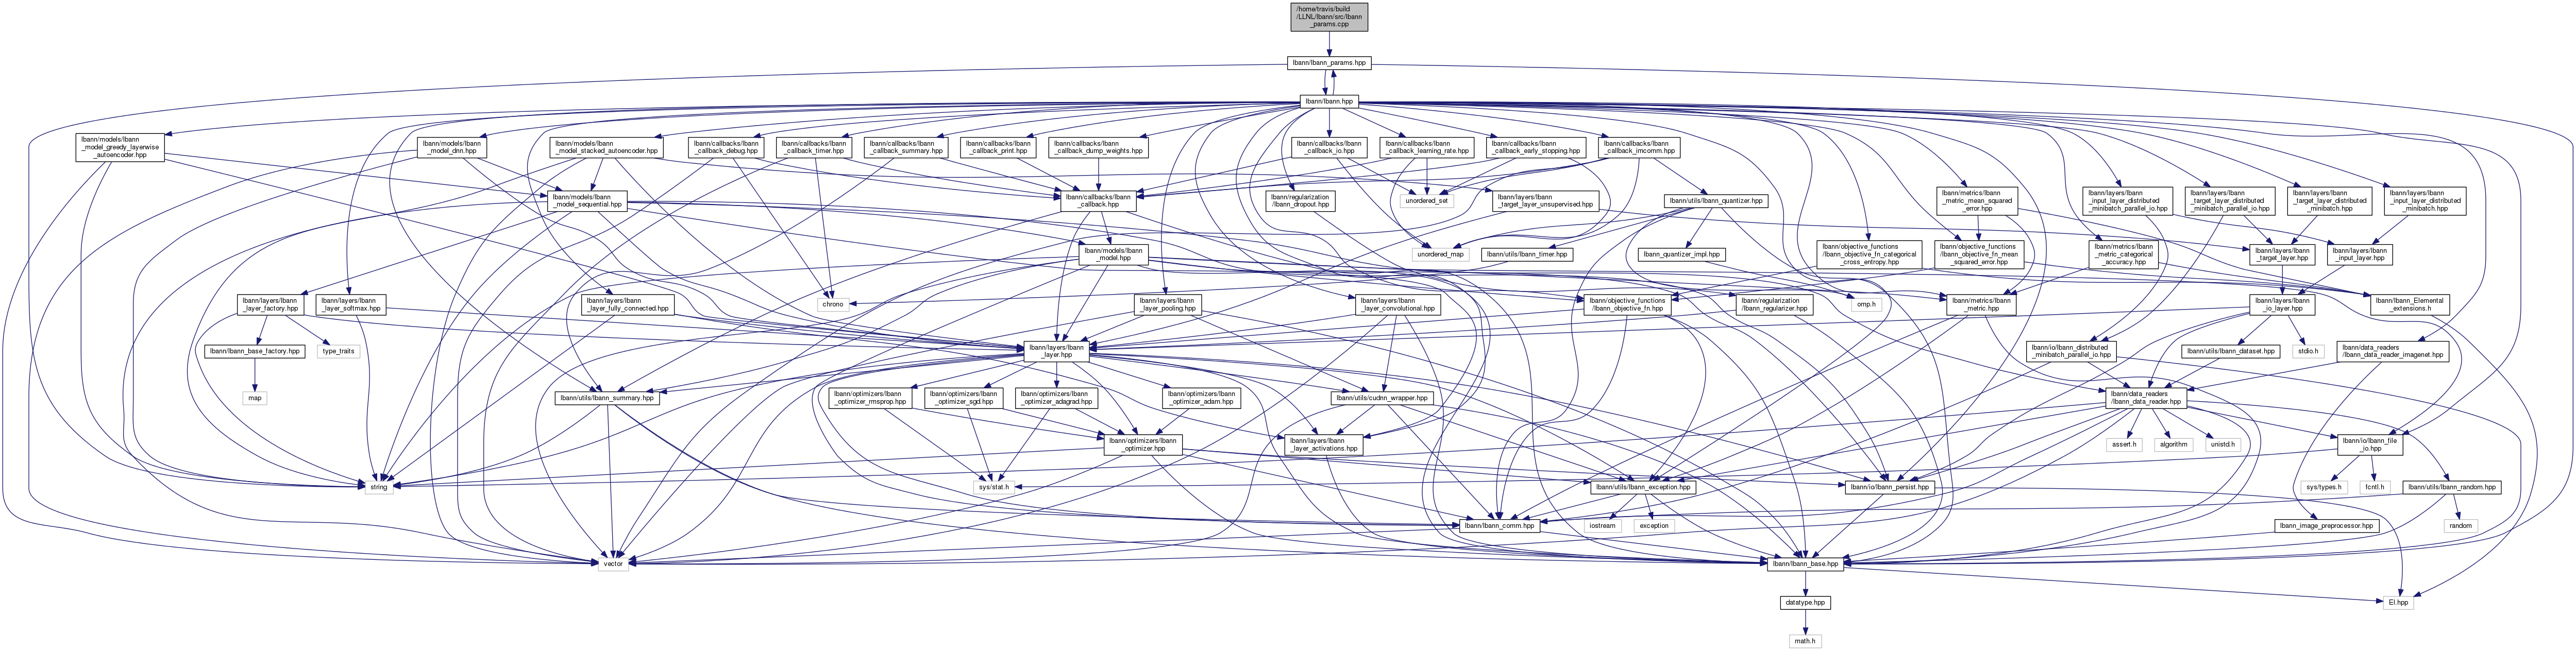 /home/travis/build
/LLNL/lbann/src/lbann
_params.cpp
lbann/lbann_params.hpp
lbann/lbann.hpp
lbann/models/lbann
_model_greedy_layerwise
_autoencoder.hpp
lbann/models/lbann
_model_dnn.hpp
lbann/models/lbann
_model_stacked_autoencoder.hpp
lbann/callbacks/lbann
_callback_debug.hpp
lbann/callbacks/lbann
_callback_timer.hpp
lbann/callbacks/lbann
_callback_summary.hpp
lbann/callbacks/lbann
_callback_print.hpp
lbann/callbacks/lbann
_callback_dump_weights.hpp
lbann/callbacks/lbann
_callback_io.hpp
lbann/callbacks/lbann
_callback_learning_rate.hpp
lbann/callbacks/lbann
_callback_early_stopping.hpp
lbann/callbacks/lbann
_callback_imcomm.hpp
lbann/models/lbann
_model_sequential.hpp
lbann/callbacks/lbann
_callback.hpp
lbann/regularization
/lbann_dropout.hpp
unordered_set
lbann/layers/lbann
_target_layer_unsupervised.hpp
lbann/utils/lbann_quantizer.hpp
lbann/metrics/lbann
_metric_mean_squared
_error.hpp
lbann/layers/lbann
_input_layer_distributed
_minibatch_parallel_io.hpp
lbann/layers/lbann
_target_layer_distributed
_minibatch_parallel_io.hpp
lbann/layers/lbann
_target_layer_distributed
_minibatch.hpp
lbann/layers/lbann
_input_layer_distributed
_minibatch.hpp
lbann/models/lbann
_model.hpp
unordered_map
lbann/utils/lbann_timer.hpp
lbann_quantizer_impl.hpp
lbann/objective_functions
/lbann_objective_fn_categorical
_cross_entropy.hpp
lbann/objective_functions
/lbann_objective_fn_mean
_squared_error.hpp
lbann/metrics/lbann
_metric_categorical
_accuracy.hpp
lbann/layers/lbann
_target_layer.hpp
lbann/layers/lbann
_input_layer.hpp
lbann/layers/lbann
_layer_factory.hpp
lbann/layers/lbann
_layer_softmax.hpp
lbann/layers/lbann
_layer_fully_connected.hpp
chrono
lbann/layers/lbann
_layer_pooling.hpp
lbann/layers/lbann
_layer_convolutional.hpp
lbann/objective_functions
/lbann_objective_fn.hpp
lbann/regularization
/lbann_regularizer.hpp
omp.h
lbann/metrics/lbann
_metric.hpp
lbann/layers/lbann
_io_layer.hpp
lbann/lbann_Elemental
_extensions.h
lbann/lbann_base_factory.hpp
type_traits
lbann/layers/lbann
_layer.hpp
lbann/io/lbann_distributed
_minibatch_parallel_io.hpp
lbann/utils/lbann_dataset.hpp
stdio.h
lbann/data_readers
/lbann_data_reader_imagenet.hpp
map
lbann/utils/lbann_summary.hpp
lbann/optimizers/lbann
_optimizer_rmsprop.hpp
lbann/optimizers/lbann
_optimizer_sgd.hpp
lbann/optimizers/lbann
_optimizer_adagrad.hpp
lbann/optimizers/lbann
_optimizer_adam.hpp
lbann/utils/cudnn_wrapper.hpp
lbann/data_readers
/lbann_data_reader.hpp
lbann/optimizers/lbann
_optimizer.hpp
lbann/layers/lbann
_layer_activations.hpp
assert.h
algorithm
unistd.h
lbann/io/lbann_file
_io.hpp
string
sys/stat.h
lbann/utils/lbann_exception.hpp
lbann/io/lbann_persist.hpp
sys/types.h
fcntl.h
lbann/utils/lbann_random.hpp
lbann/lbann_comm.hpp
iostream
exception
lbann_image_preprocessor.hpp
random
vector
lbann/lbann_base.hpp
datatype.hpp
El.hpp
math.h